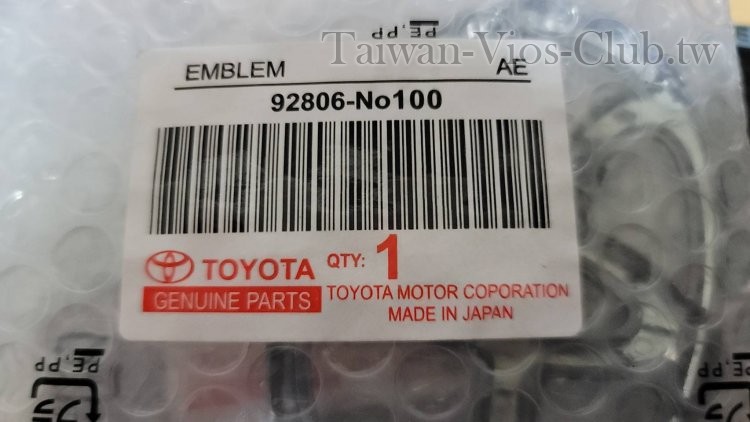 PE,PP
Taiwan-Vios-Club.tw
EMBLEM AE
92806-No100
TOYOTA QTY: 1
GENUINE PARTS TOYOTA MOTOR COPORATION
MADE IN JAPAN
PE,PP
PE,PP